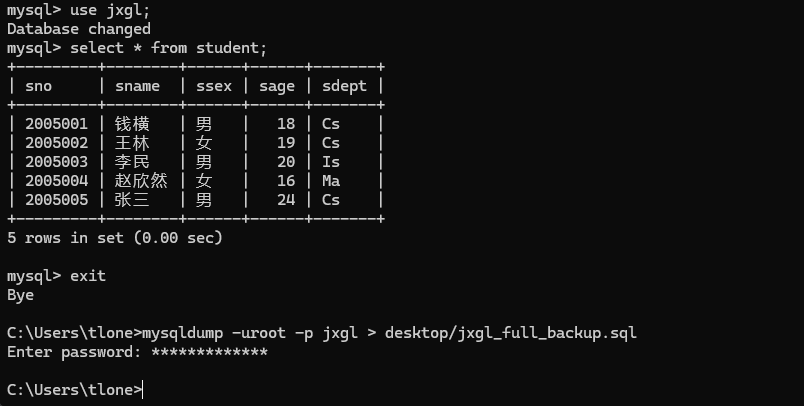 mysql> use jxgl;
Database changed
mysql> select * from student;
+---------+--------+------+------+-------+
| sno     | sname  | ssex | sage | sdept |
+---------+--------+------+------+-------+
| 2005001 | 钱横   | 男   |   18 | Cs    |
| 2005002 | 王林   | 女   |   19 | Cs    |
| 2005003 | 李民   | 男   |   20 | Is    |
| 2005004 | 赵欣然 | 女   |   16 | Ma    |
| 2005005 | 张三   | 男   |   24 | Cs    |
+---------+--------+------+------+-------+
5 rows in set (0.00 sec)
mysql> exit
Bye
C:\Users\tlone>mysqldump -uroot -p jxgl > desktop/jxgl_full_backup.sql
Enter password: *************
C:\Users\tlone>